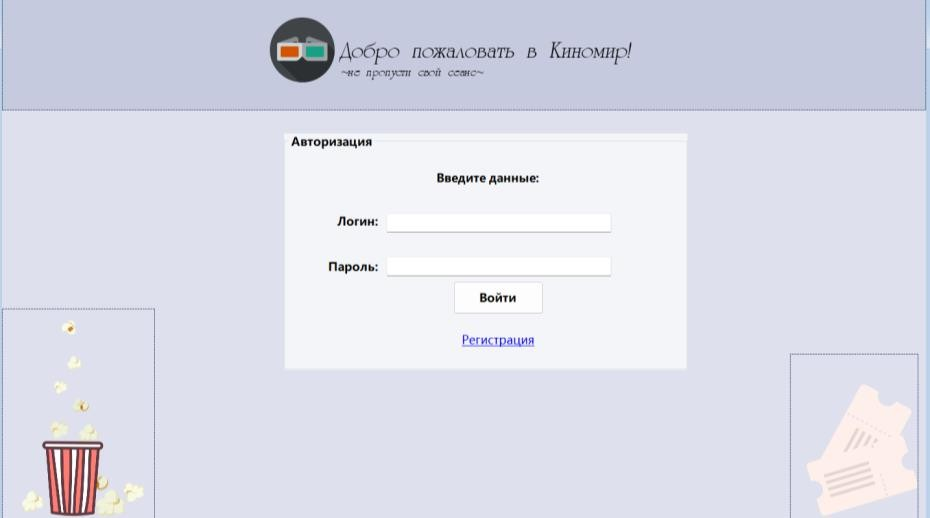 Добро пожаловать в Киномир!
~не пропусти свой сеанс~
Авторизация
Введите данные:
Логин:
Пароль:
Войти
Регистрация